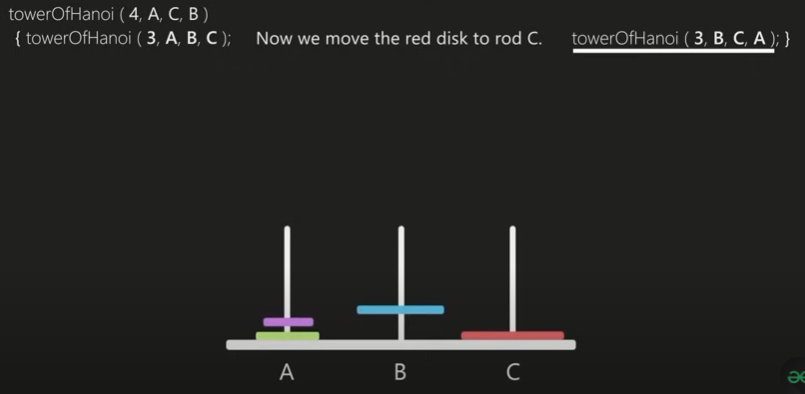 towerOfHanoi ( 4, A, C, B )
{ towerOfHanoi ( 3, A, B, C ); Now we move the red disk to rod C. towerOfHanoi ( 3, B, C, A ); }
A B C